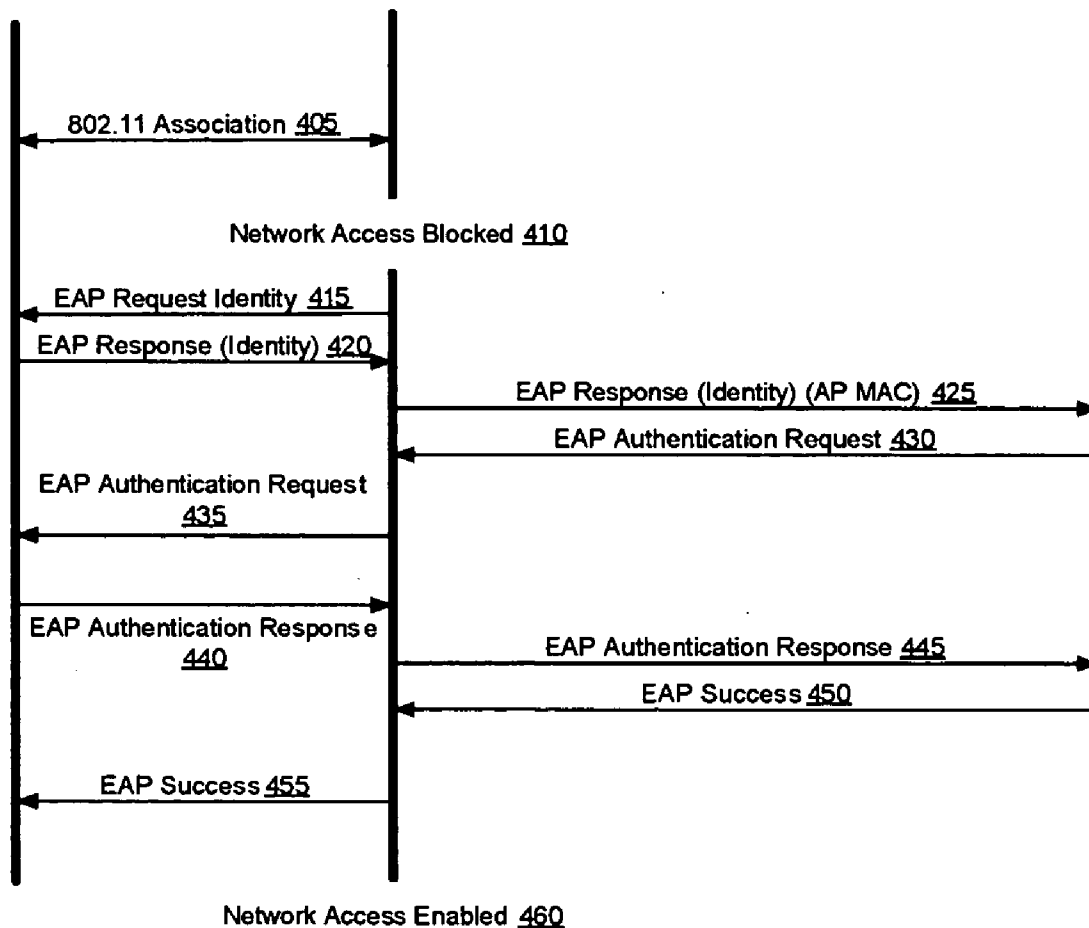 802.11 Association 405
Network Access Blocked 410
EAP Request Identity 415
EAP Response (Identity) 420
EAP Response (Identity) (AP MAC) 425
EAP Authentication Request 430
EAP Authentication Request
435
EAP Authentication Response
440
EAP Authentication Response 445
EAP Success 450
EAP Success 455
Network Access Enabled 460